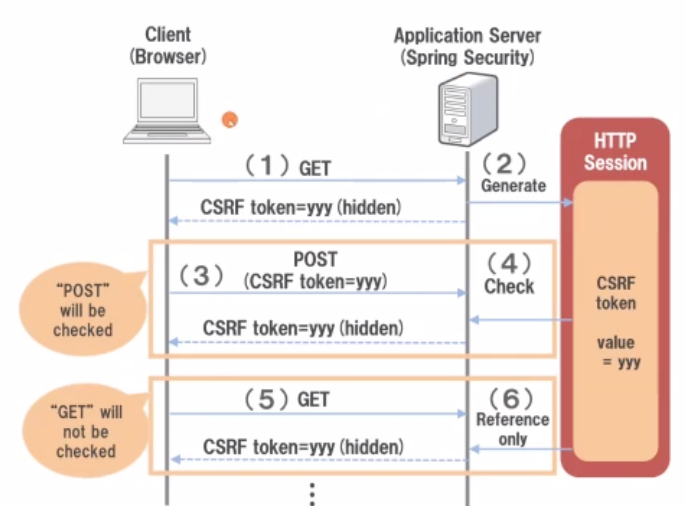 Client
(Browser)
Application Server
(Spring Security)
HTTP
Session
(1) GET
(2)
Generate
CSRF token=yyy (hidden)
"POST"
will be
checked
(3)
POST
(CSRF token=yyy)
(4)
Check
CSRF token=yyy (hidden)
CSRF
token
value
= yyy
"GET" will
not be
checked
(5) GET
(6)
Reference
only
CSRF token=yyy (hidden)